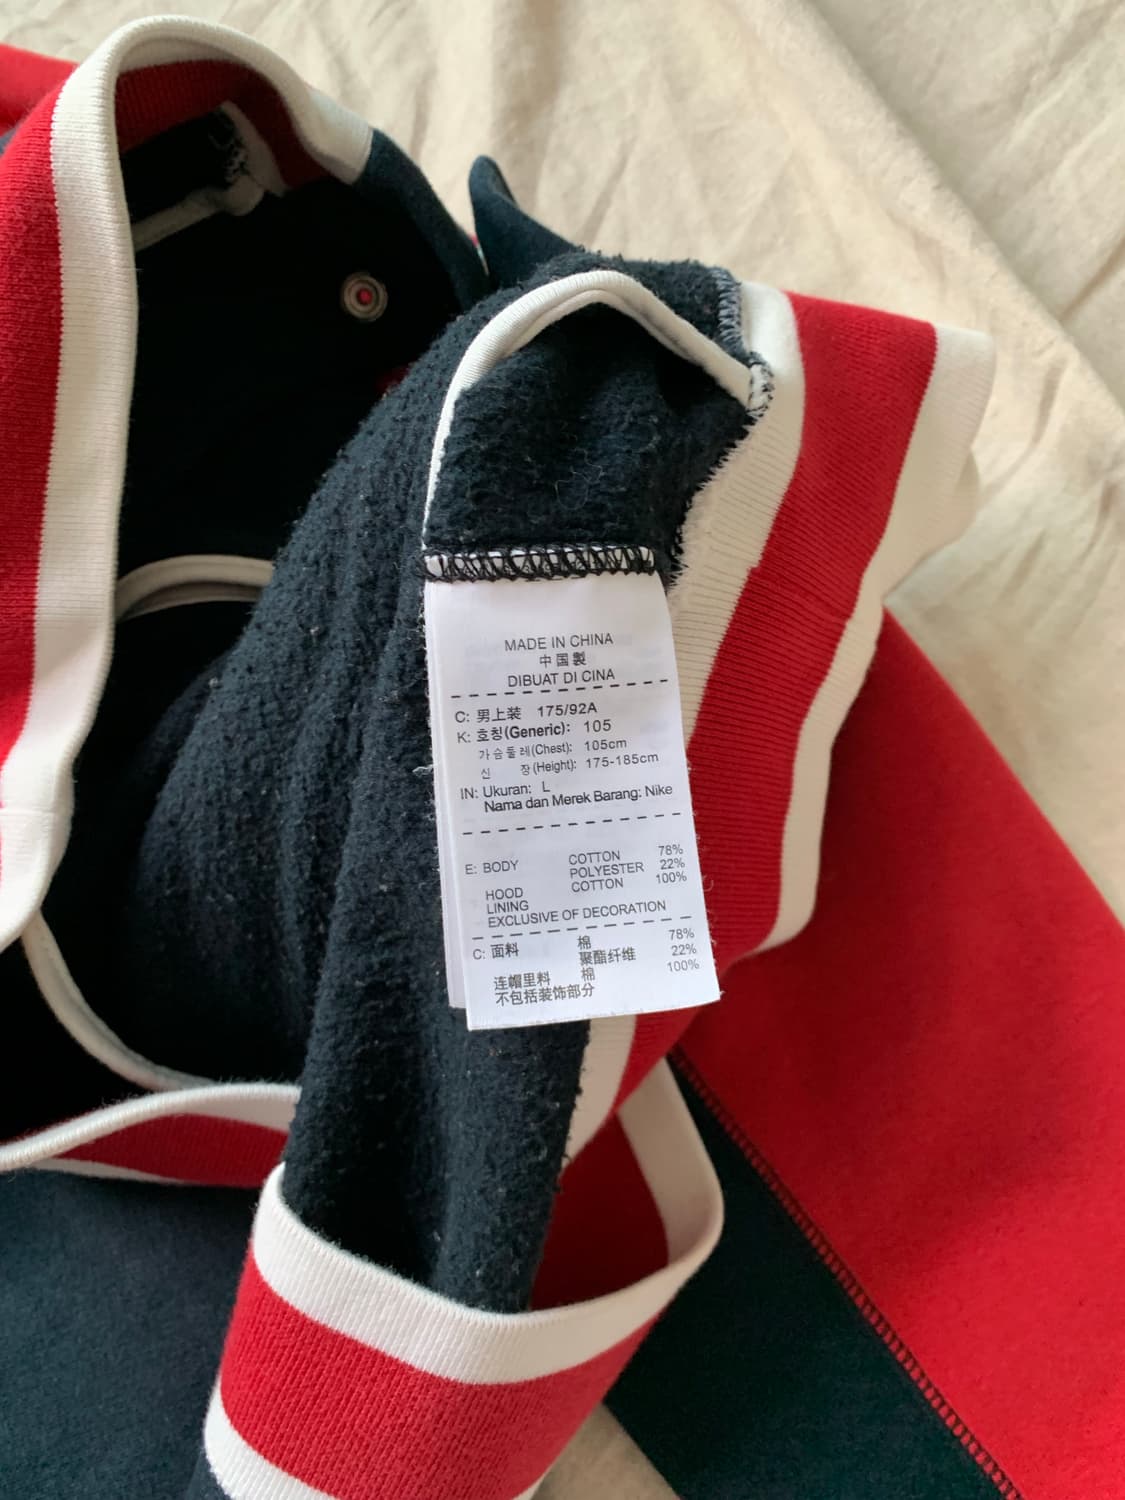 MADE IN CHINA
中国製
DIBUAT DI CINA
C: 男上装 175/92A
K: 호칭(Generic): 105
가슴둘레(Chest): 105cm
신 장(Height): 175-185cm
IN: Ukuran: L
Nama dan Merek Barang: Nike
E: BODY COTTON 78%
POLYESTER 22%
HOOD COTTON 100%
LINING
EXCLUSIVE OF DECORATION
C: 面料 棉 78%
聚酯纤维 22%
连帽里料 棉 100%
不包括装饰部分